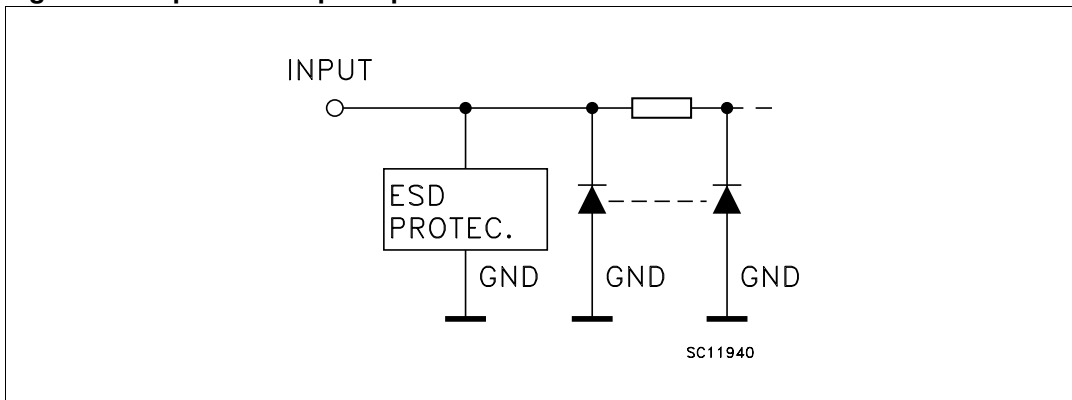 INPUT
ESD
PROTEC.
GND
GND
GND
SC11940